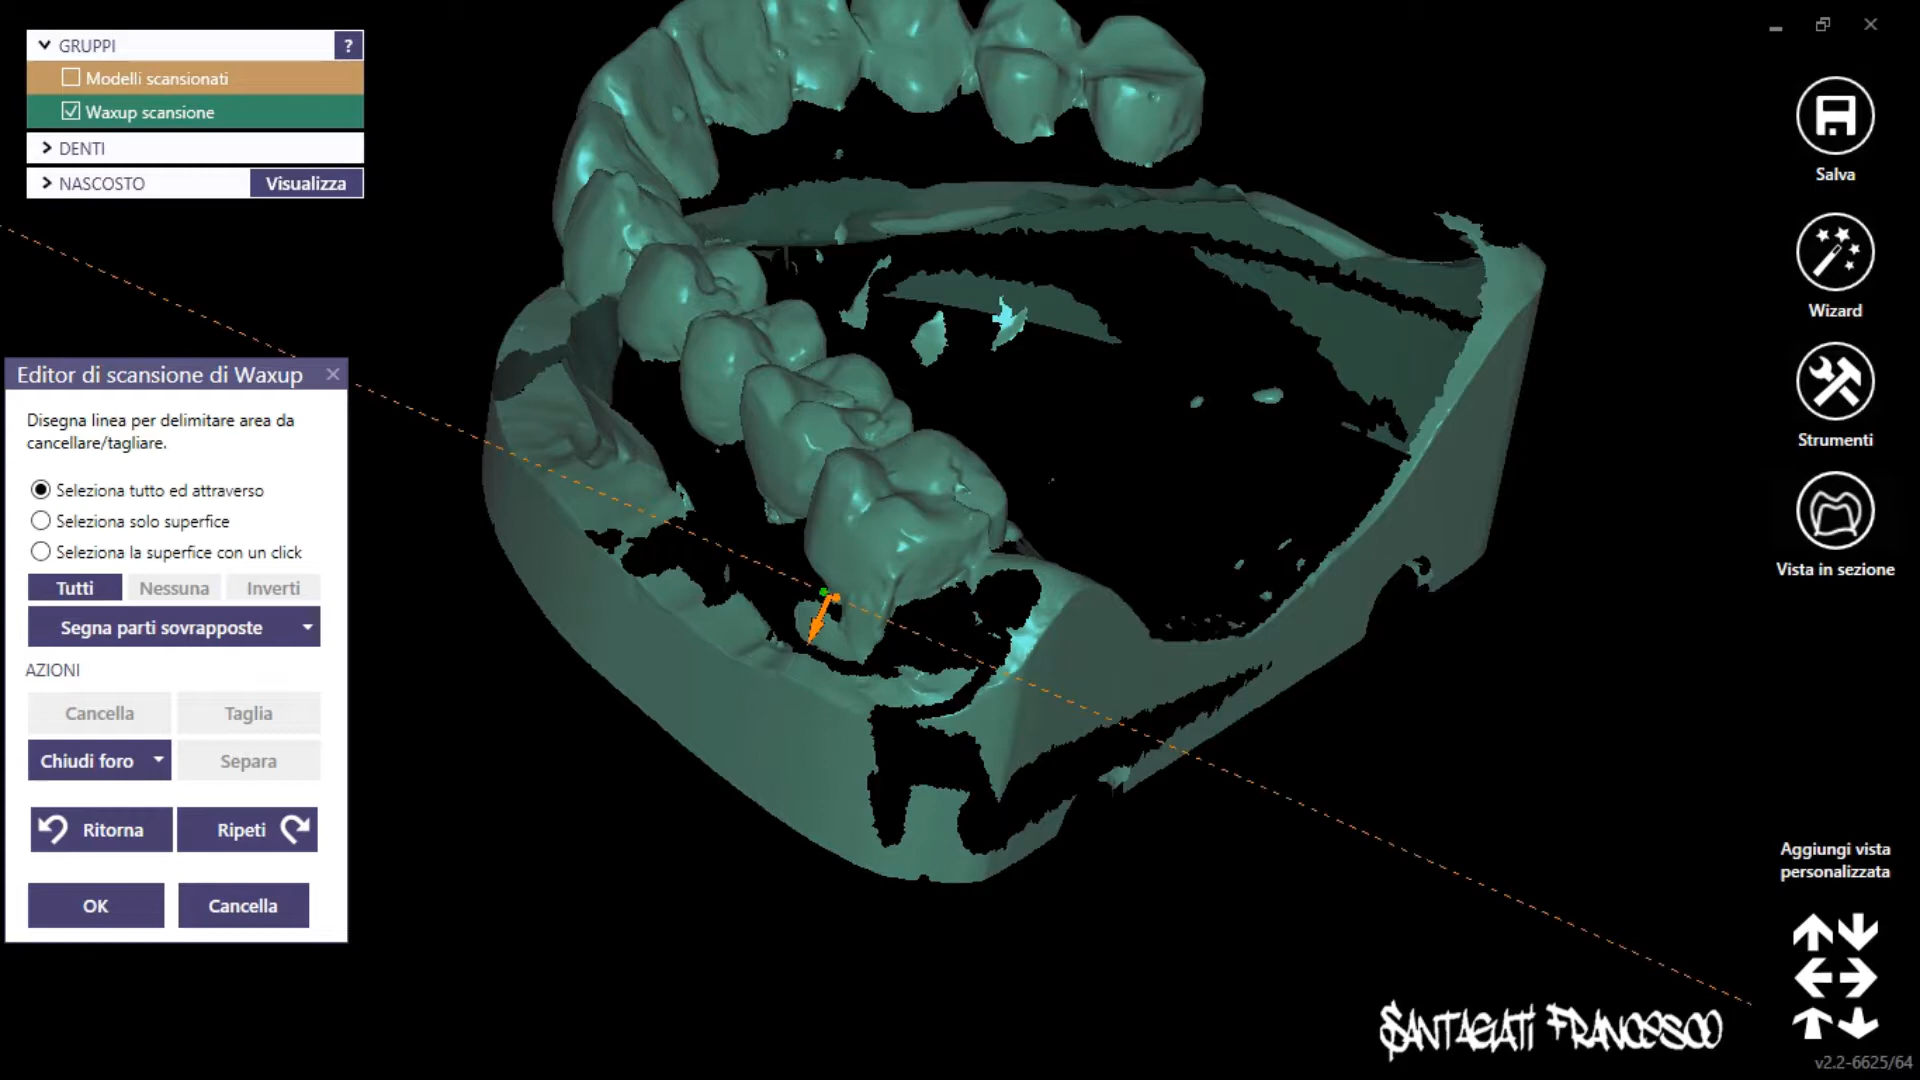 GRUPPI
?
Modelli scansionati
Waxup scansione
DENTI
NASCOSTO
Visualizza
Editor di scansione di Waxup
Disegna linea per delimitare area da
cancellare/tagliare.
Seleziona tutto ed attraverso
Seleziona solo superfice
Seleziona la superfice con un click
Tutti
Nessuna
Inverti
Segna parti sovrapposte
AZIONI
Cancella
Taglia
Chiudi foro
Separa
Ritorna
Ripeti
OK
Cancella
Salva
Wizard
Strumenti
Vista in sezione
Aggiungi vista
personalizzata
SANTAGIATI FRANCESCO
v2.2-6625/64